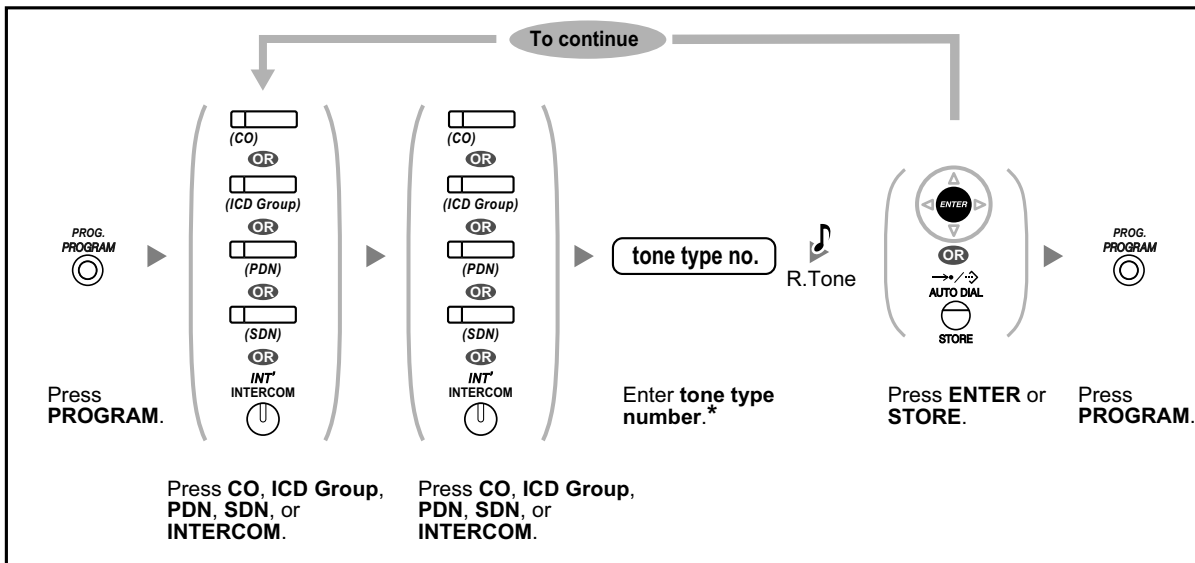 To continue
PROG.
PROGRAM
Press
PROGRAM.
(CO)
OR
(ICD Group)
OR
(PDN)
OR
(SDN)
OR
INT'
INTERCOM
Press CO, ICD Group,
PDN, SDN, or
INTERCOM.
(CO)
OR
(ICD Group)
OR
(PDN)
OR
(SDN)
OR
INT'
INTERCOM
Press CO, ICD Group,
PDN, SDN, or
INTERCOM.
tone type no.
Enter tone type
number.*
R.Tone
ENTER
OR
AUTO DIAL
STORE
Press ENTER or
STORE.
PROG.
PROGRAM
Press
PROGRAM.